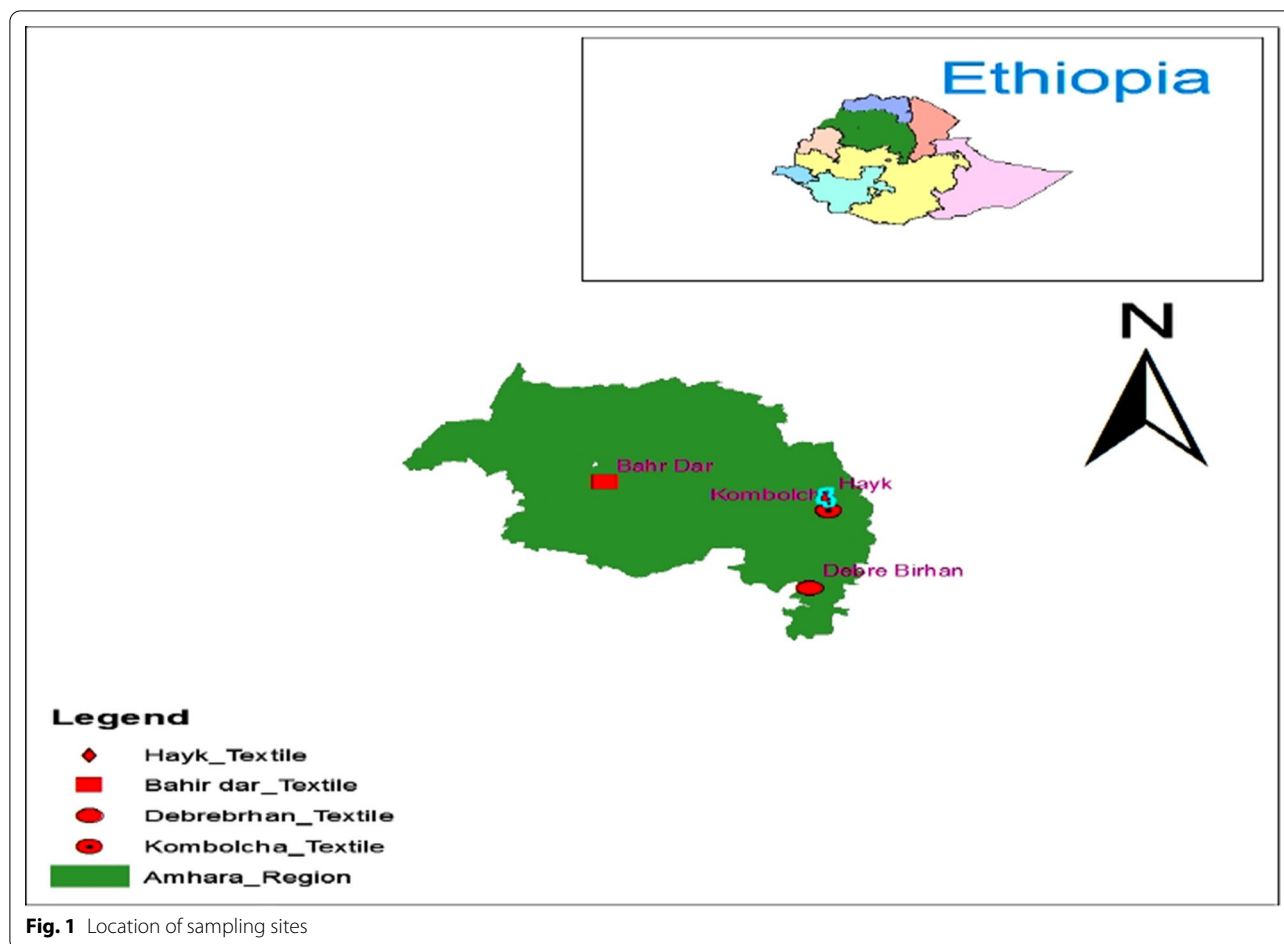 Ethiopia
N
Bahr Dar
Hayk
Kombolcha
Debre Birhan
Legend
Hayk_Textile
Bahir dar_Textile
Debrebrhan_Textile
Kombolcha_Textile
Amhara_Region
Fig. 1 Location of sampling sites